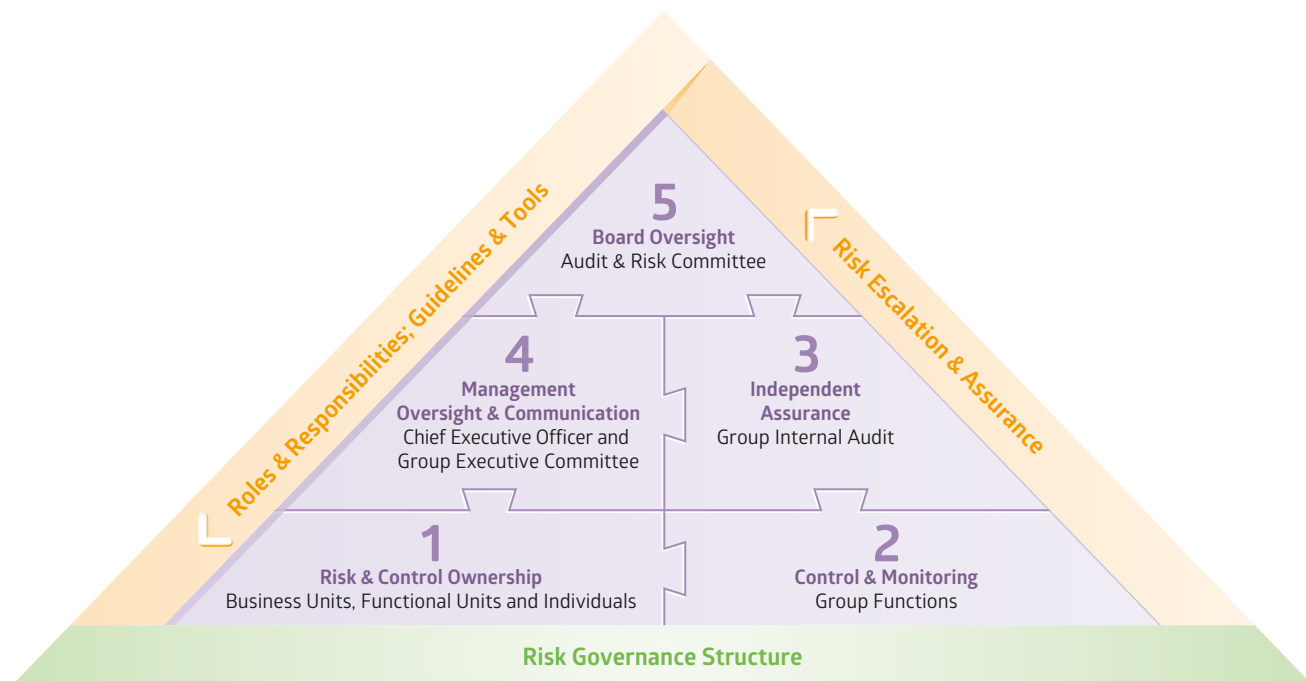 Roles & Responsibilities; Guidelines & Tools
Risk Escalation & Assurance
5
Board Oversight
Audit & Risk Committee
4
Management
Oversight & Communication
Chief Executive Officer and
Group Executive Committee
3
Independent
Assurance
Group Internal Audit
1
Risk & Control Ownership
Business Units, Functional Units and Individuals
2
Control & Monitoring
Group Functions
Risk Governance Structure